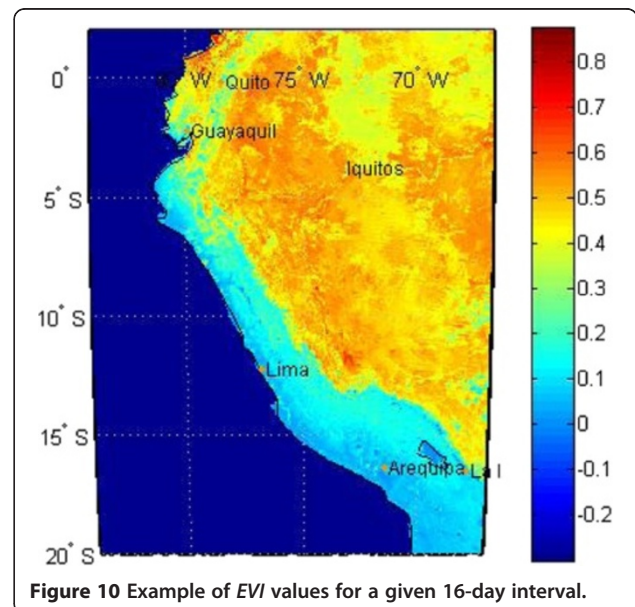 0° W Quito 75° W 70° W
0°
Guayaquil
Iquitos
5° S
10° S
Lima
15° S
Arequipa La
20° S
0.8
0.7
0.6
0.5
0.4
0.3
0.2
0.1
0
-0.1
-0.2
Figure 10 Example of EVI values for a given 16-day interval.